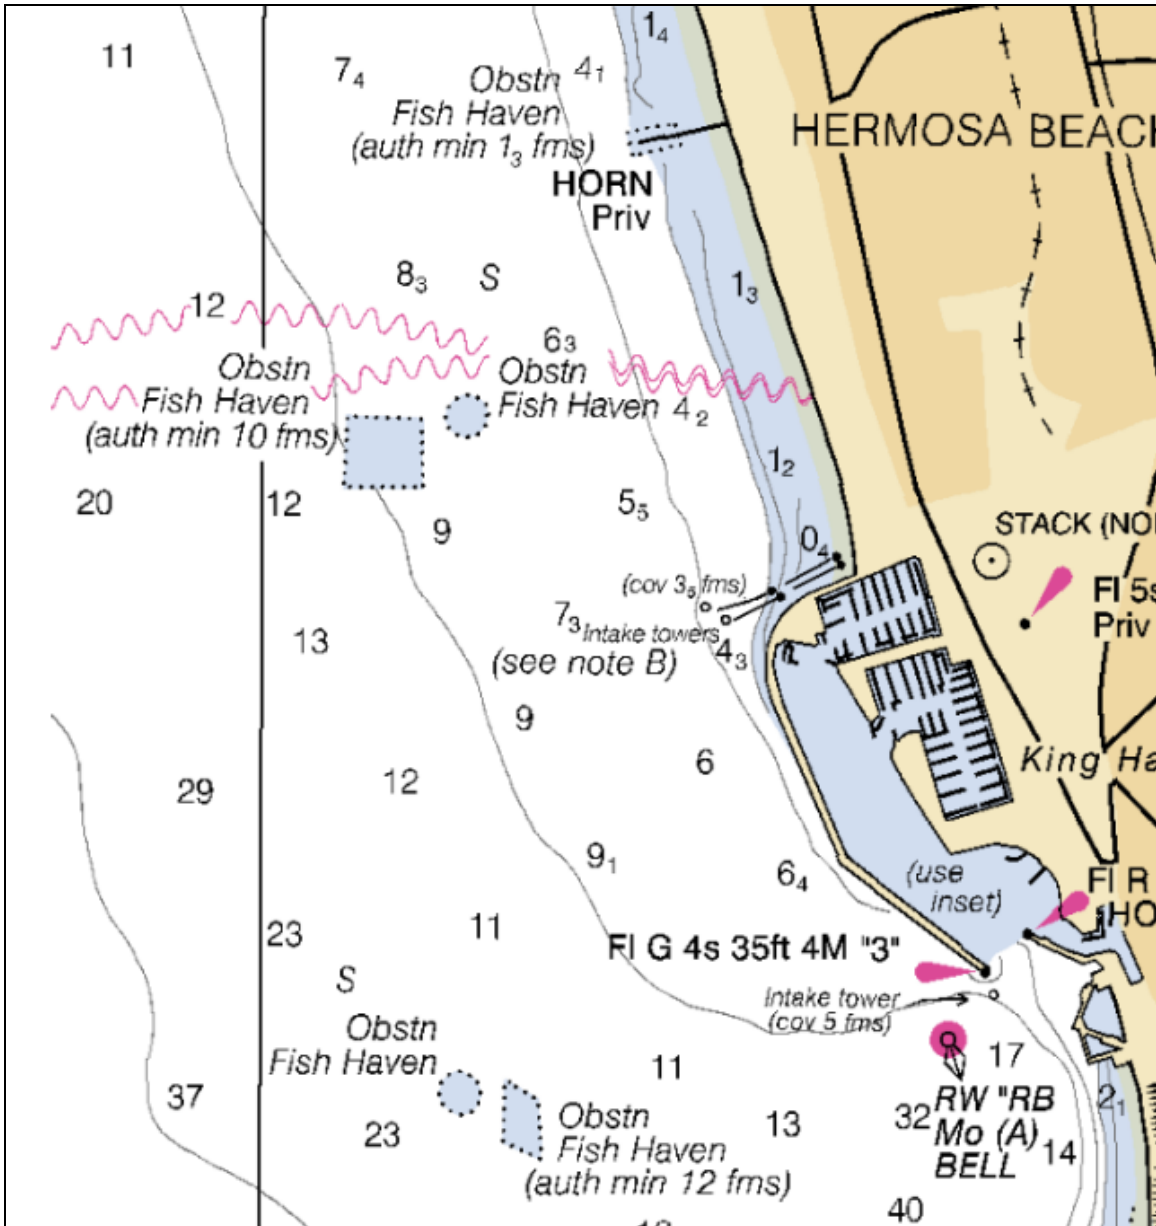 11
7₄
1₄
Obstn 4₁
Fish Haven
(auth min 1₃ fms)
HERMOSA BEACH
HORN
Priv
8₃
S
1₃
12
6₃
Obstn
Fish Haven
(auth min 10 fms)
Obstn
Fish Haven 4₂
1₂
20
12
9
5₅
0₄
STACK (NO
(cov 3₅ fms)
Fl 5s
Priv
7₃
Intake towers
(see note B)
4₃
13
9
6
King Ha
29
12
9₁
6₄
(use
inset)
Fl R
HO
23
11
Fl G 4s 35ft 4M "3"
S
Intake tower
(cov 5 fms)
Obstn
Fish Haven
11
17
37
23
Obstn
Fish Haven
(auth min 12 fms)
13
32
RW "RB
Mo (A)
BELL
14
2₁
40